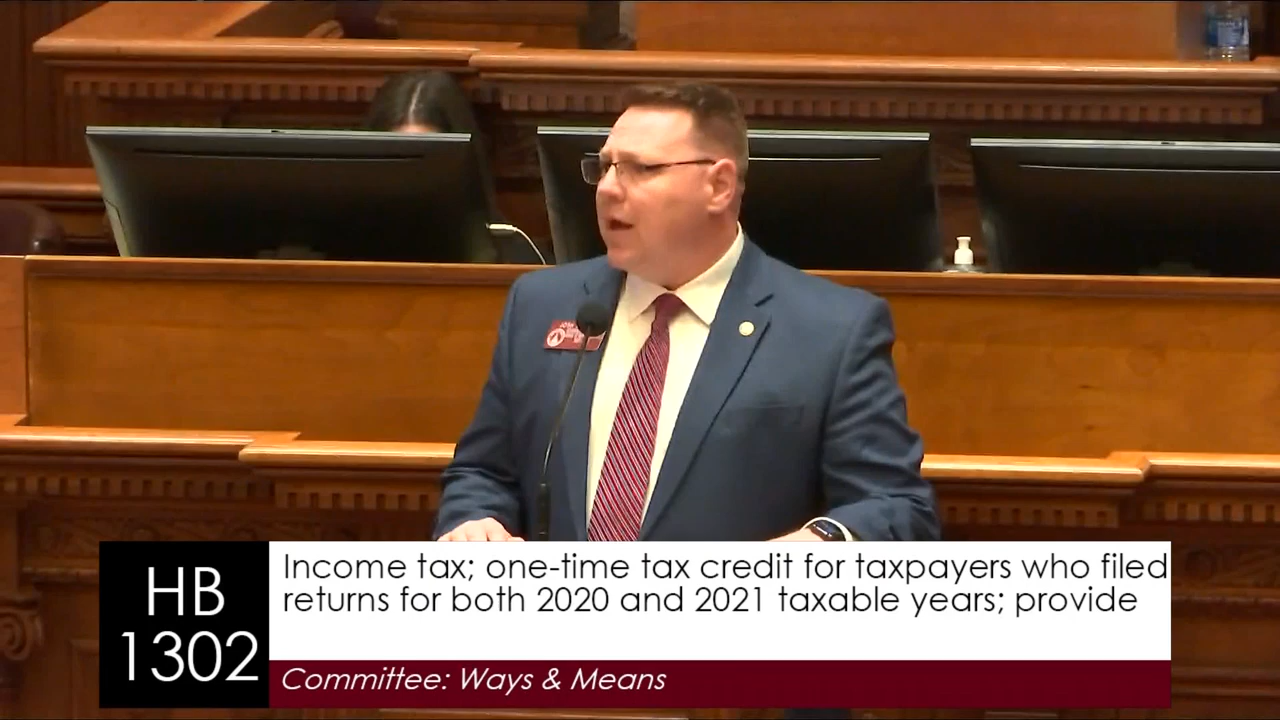 HB
1302
Income tax; one-time tax credit for taxpayers who filed
returns for both 2020 and 2021 taxable years; provide
Committee: Ways & Means